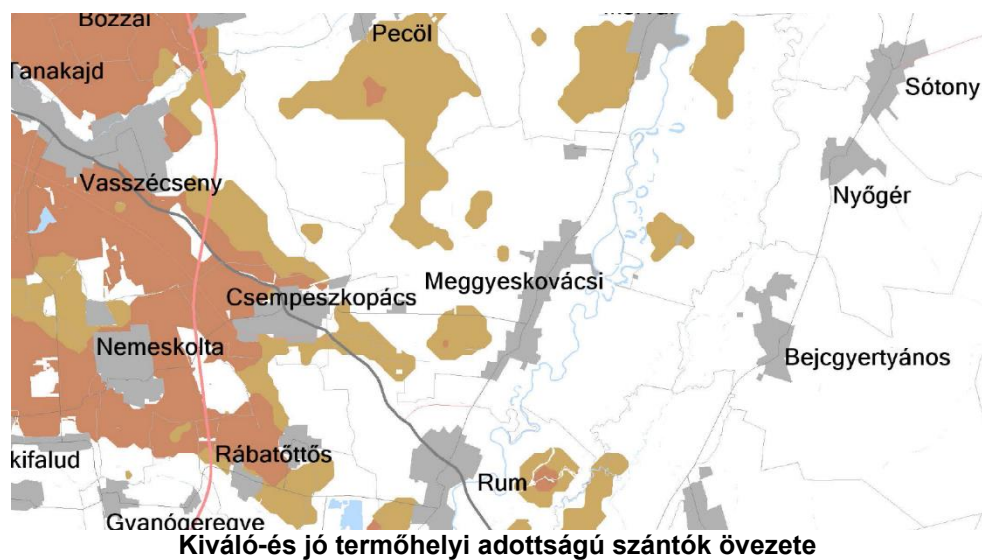 Bozzai
Pecöl
Tanakajd
Sótony
Vasszécseny
Nyőgér
Meggyeskovácsi
Csempeszkopács
Nemeskolta
Bejcgyertyános
Rábatöttös
kifalud
Rum
Gyanógeregye
Kiváló-és jó termőhelyi adottságú szántók övezete